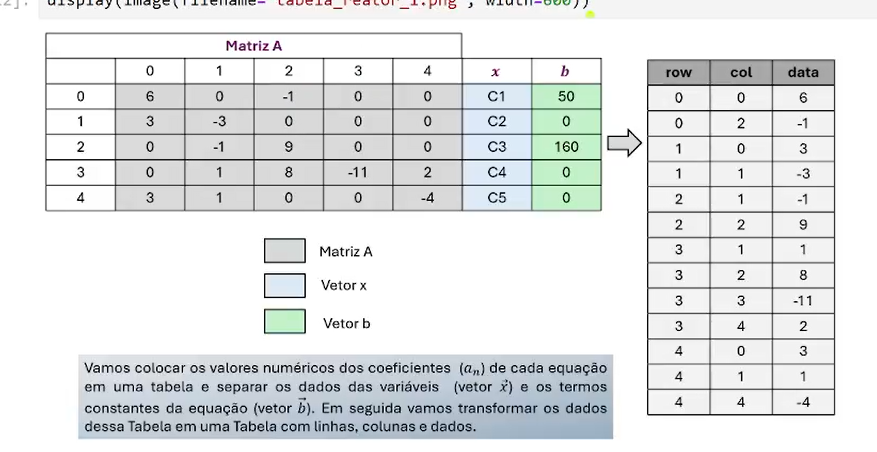 display(Image(filename="tabela_reator_1.png", width=600))
Matriz A
0 1 2 3 4 x b
0 6 0 -1 0 0 C1 50
1 3 -3 0 0 0 C2 0
2 0 -1 9 0 0 C3 160
3 0 1 8 -11 2 C4 0
4 3 1 0 0 -4 C5 0
row col data
0 0 6
0 2 -1
1 0 3
1 1 -3
2 1 -1
2 2 9
3 1 1
3 2 8
3 3 -11
3 4 2
4 0 3
4 1 1
4 4 -4
Matriz A
Vetor x
Vetor b
Vamos colocar os valores numéricos dos coeficientes (aₙ) de cada equação
em uma tabela e separar os dados das variáveis (vetor x⃗) e os termos
constantes da equação (vetor b⃗). Em seguida vamos transformar os dados
dessa Tabela em uma Tabela com linhas, colunas e dados.